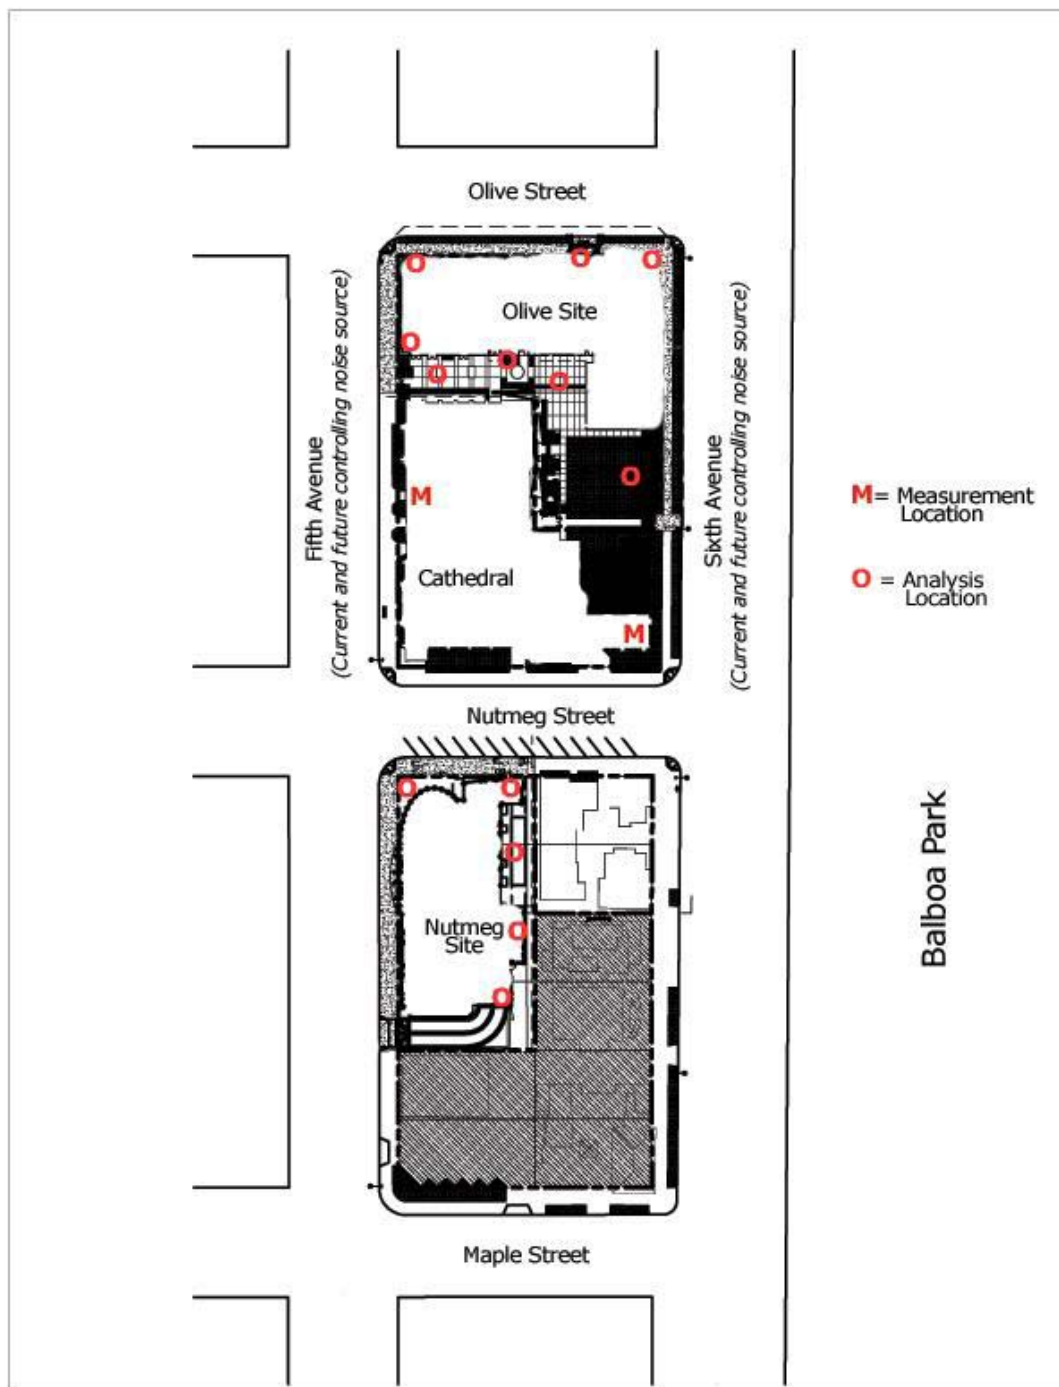 Olive Street
O
O
O
Olive Site
O
O
O
O
Fifth Avenue
(Current and future controlling noise source)
Sixth Avenue
(Current and future controlling noise source)
O
M
M= Measurement
Location
Cathedral
O = Analysis
Location
M
Nutmeg Street
O
O
O
Balboa Park
Nutmeg
Site
O
O
Maple Street